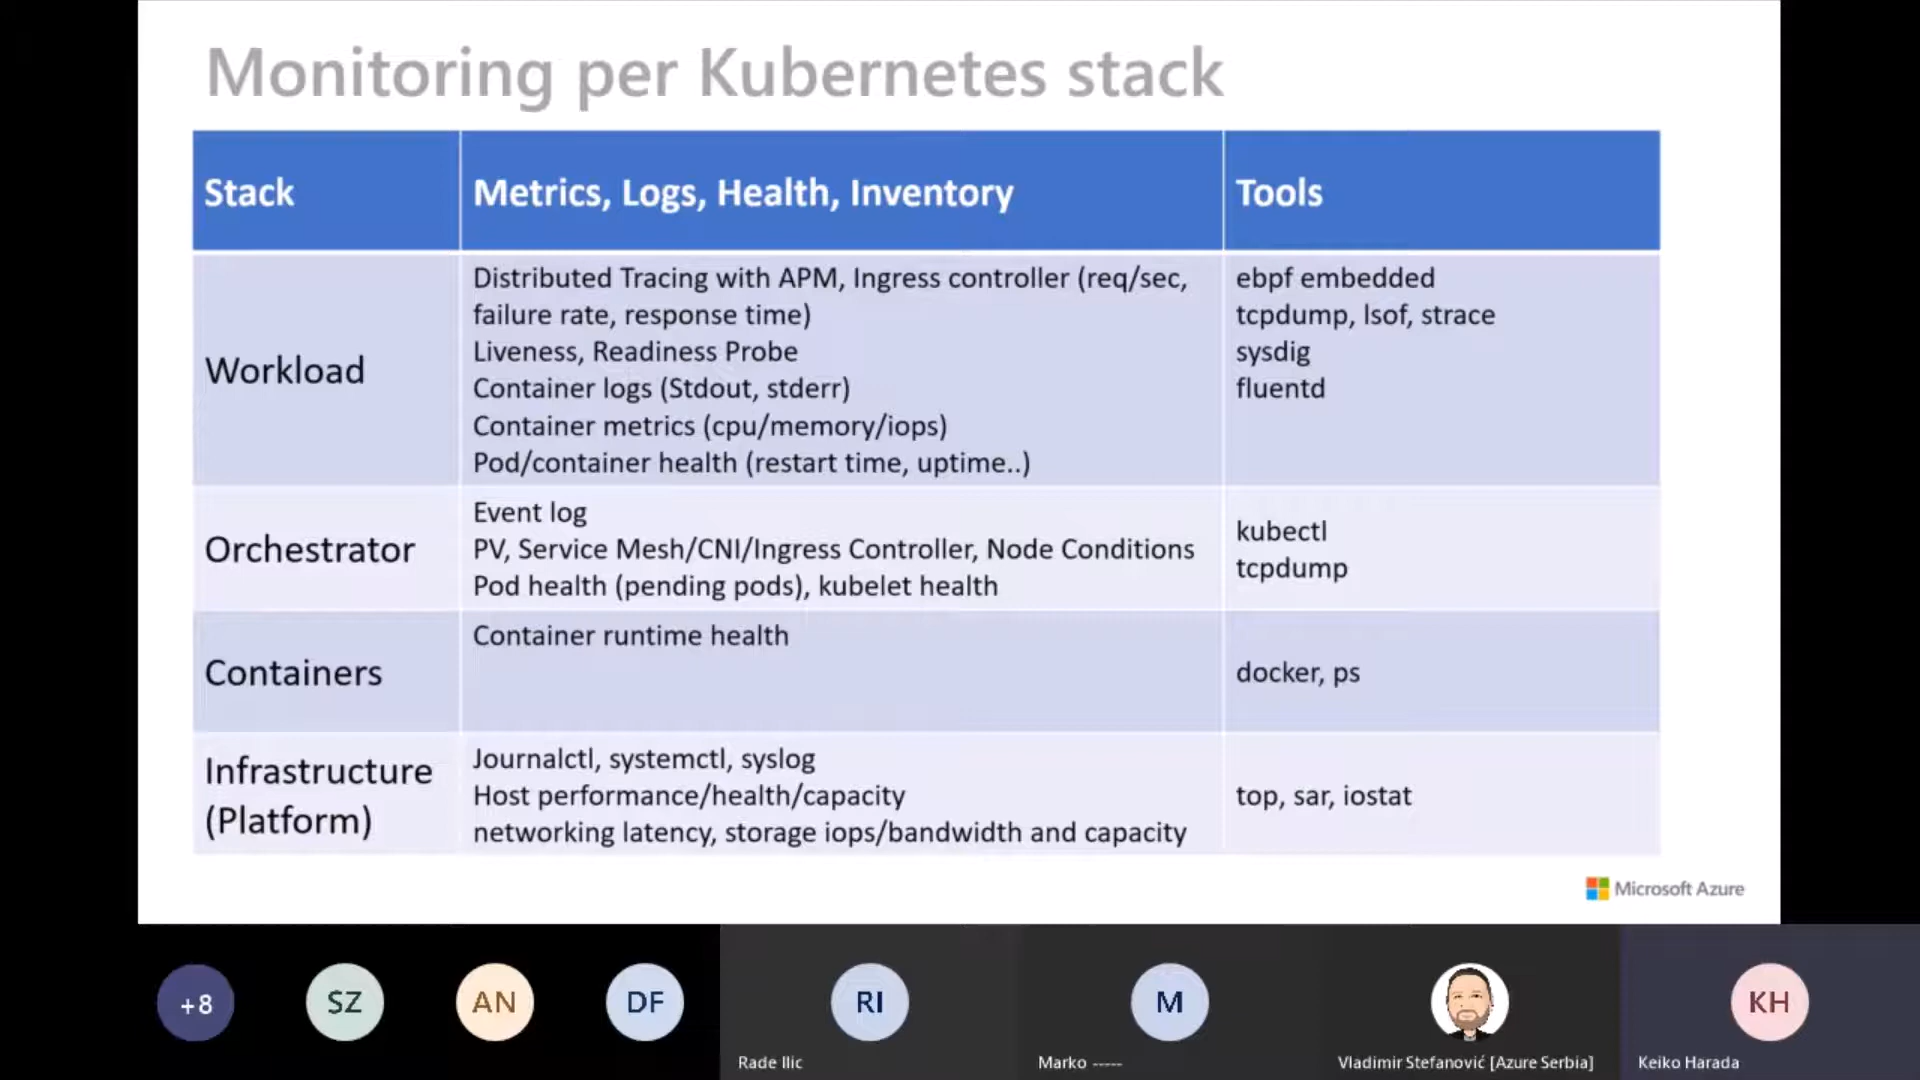 Monitoring per Kubernetes stack
Stack
Metrics, Logs, Health, Inventory
Tools
Workload
Distributed Tracing with APM, Ingress controller (req/sec,
failure rate, response time)
Liveness, Readiness Probe
Container logs (Stdout, stderr)
Container metrics (cpu/memory/iops)
Pod/container health (restart time, uptime..)
ebpf embedded
tcpdump, lsof, strace
sysdig
fluentd
Orchestrator
Event log
PV, Service Mesh/CNI/Ingress Controller, Node Conditions
Pod health (pending pods), kubelet health
kubectl
tcpdump
Containers
Container runtime health
docker, ps
Infrastructure
(Platform)
Journalctl, systemctl, syslog
Host performance/health/capacity
networking latency, storage iops/bandwidth and capacity
top, sar, iostat
Microsoft Azure
+8
SZ
AN
DF
RI
M
KH
Rade Ilic
Marko -----
Vladimir Stefanović [Azure Serbia]
Keiko Harada